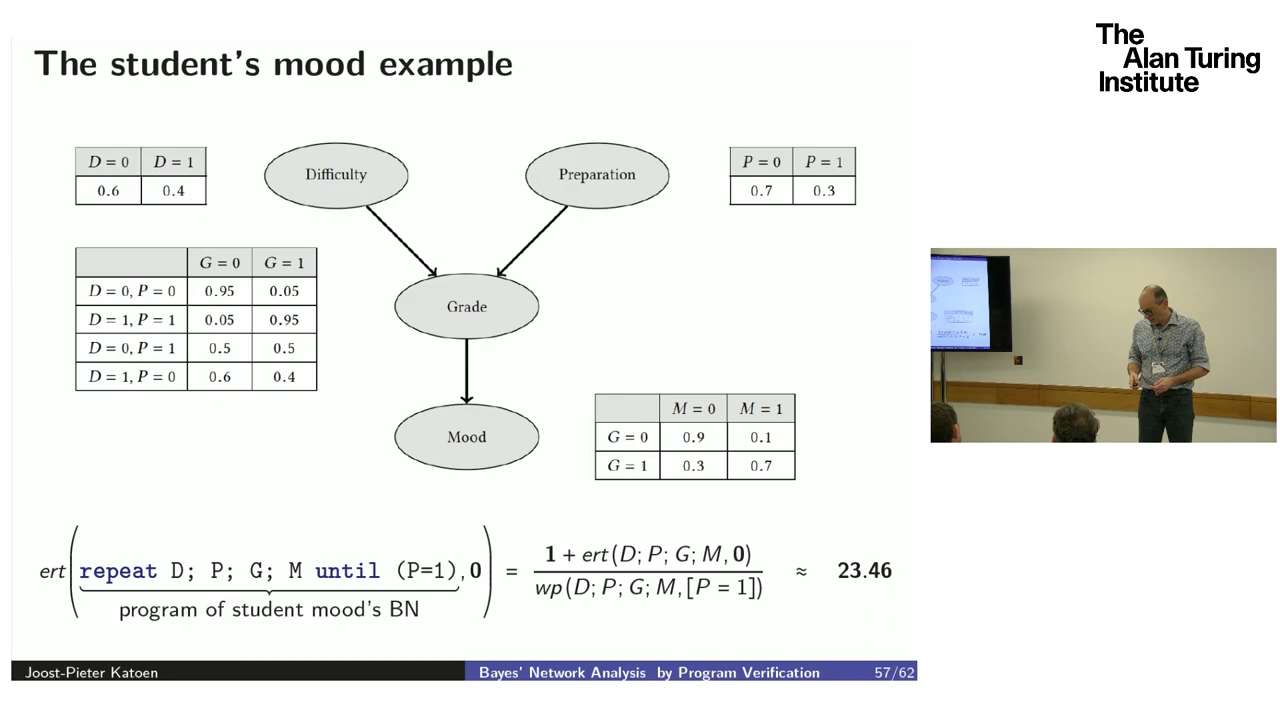 The student's mood example
The
Alan Turing
Institute
D = 0 D = 1
0.6 0.4
Difficulty
Preparation
P = 0 P = 1
0.7 0.3
G = 0 G = 1
D = 0, P = 0 0.95 0.05
D = 1, P = 1 0.05 0.95
D = 0, P = 1 0.5 0.5
D = 1, P = 0 0.6 0.4
Grade
Mood
M = 0 M = 1
G = 0 0.9 0.1
G = 1 0.3 0.7
ert(repeat D; P; G; M until (P=1), 0) = 1 + ert(D; P; G; M, 0) / wp(D; P; G; M, [P = 1]) ≈ 23.46
program of student mood's BN
Joost-Pieter Katoen Bayes' Network Analysis by Program Verification 57/62